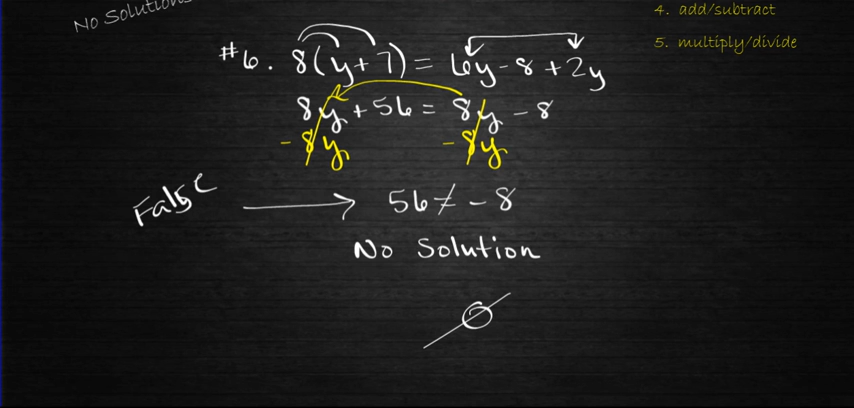 No Solutions
4. add/subtract
5. multiply/divide
#6. 8(y+7) = 6y-8+2y
8y+56 = 8y-8
-8y -8y
False → 56≠-8
No Solution
∅